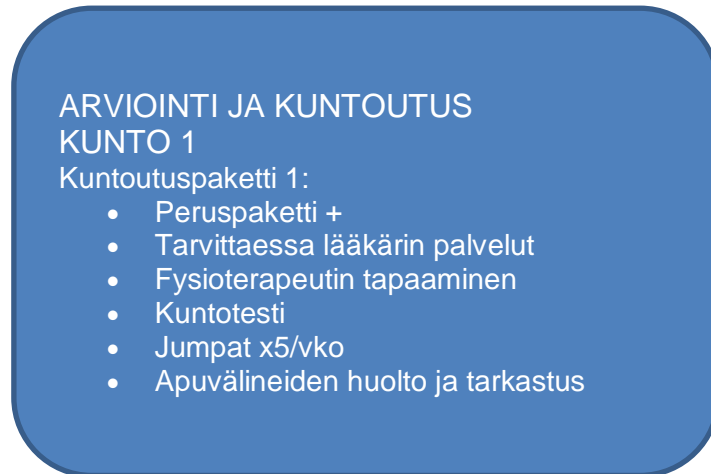 ARVIOINTI JA KUNTOUTUS
KUNTO 1
Kuntoutuspaketti 1:
• Peruspaketti +
• Tarvittaessa lääkärin palvelut
• Fysioterapeutin tapaaminen
• Kuntotesti
• Jumpat x5/vko
• Apuvälineiden huolto ja tarkastus